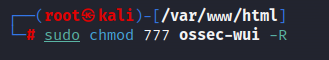 ┌──(root㉿kali)-[/var/www/html]
└─# sudo chmod 777 ossec-wui -R